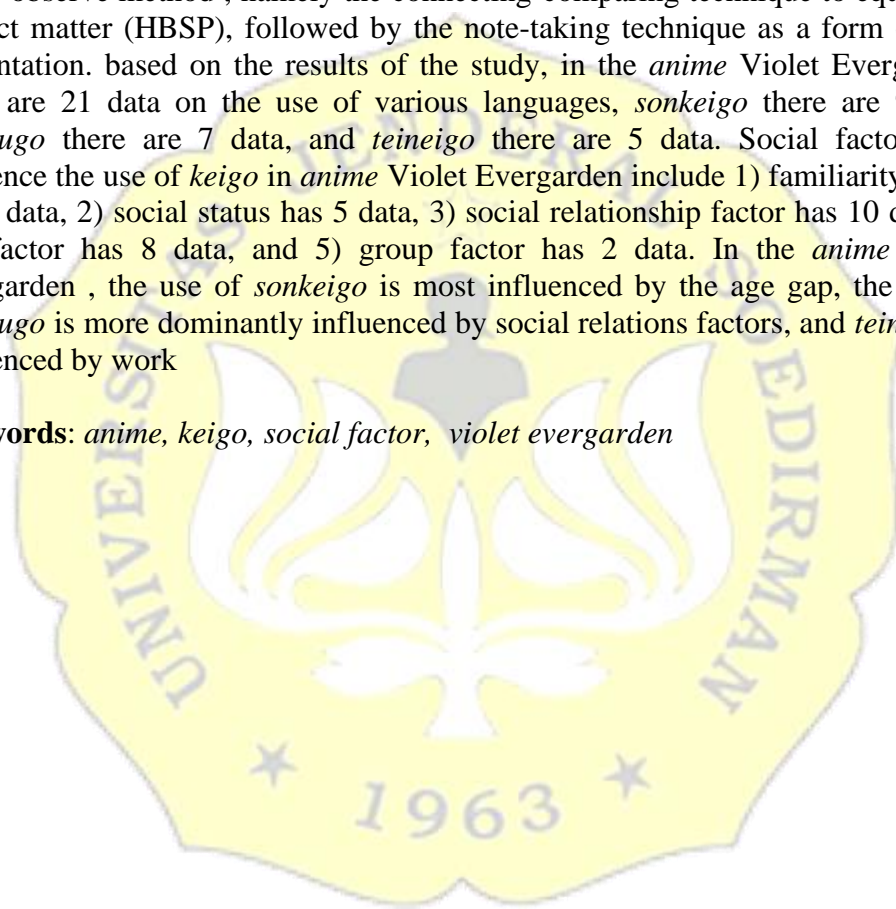 observe method , namely the connecting-comparing technique to equ
ct matter (HBSP), followed by the note-taking technique as a form
ntation. based on the results of the study, in the anime Violet Everg
are 21 data on the use of various languages, sonkeigo there are
ugo there are 7 data, and teineigo there are 5 data. Social facto
ence the use of keigo in anime Violet Evergarden include 1) familiarity
data, 2) social status has 5 data, 3) social relationship factor has 10 d
factor has 8 data, and 5) group factor has 2 data. In the anime
garden , the use of sonkeigo is most influenced by the age gap, the
ugo is more dominantly influenced by social relations factors, and tein
enced by work
words: anime, keigo, social factor, violet evergarden
UNIVERSITAS JENDERAL SOEDIRMAN
1963